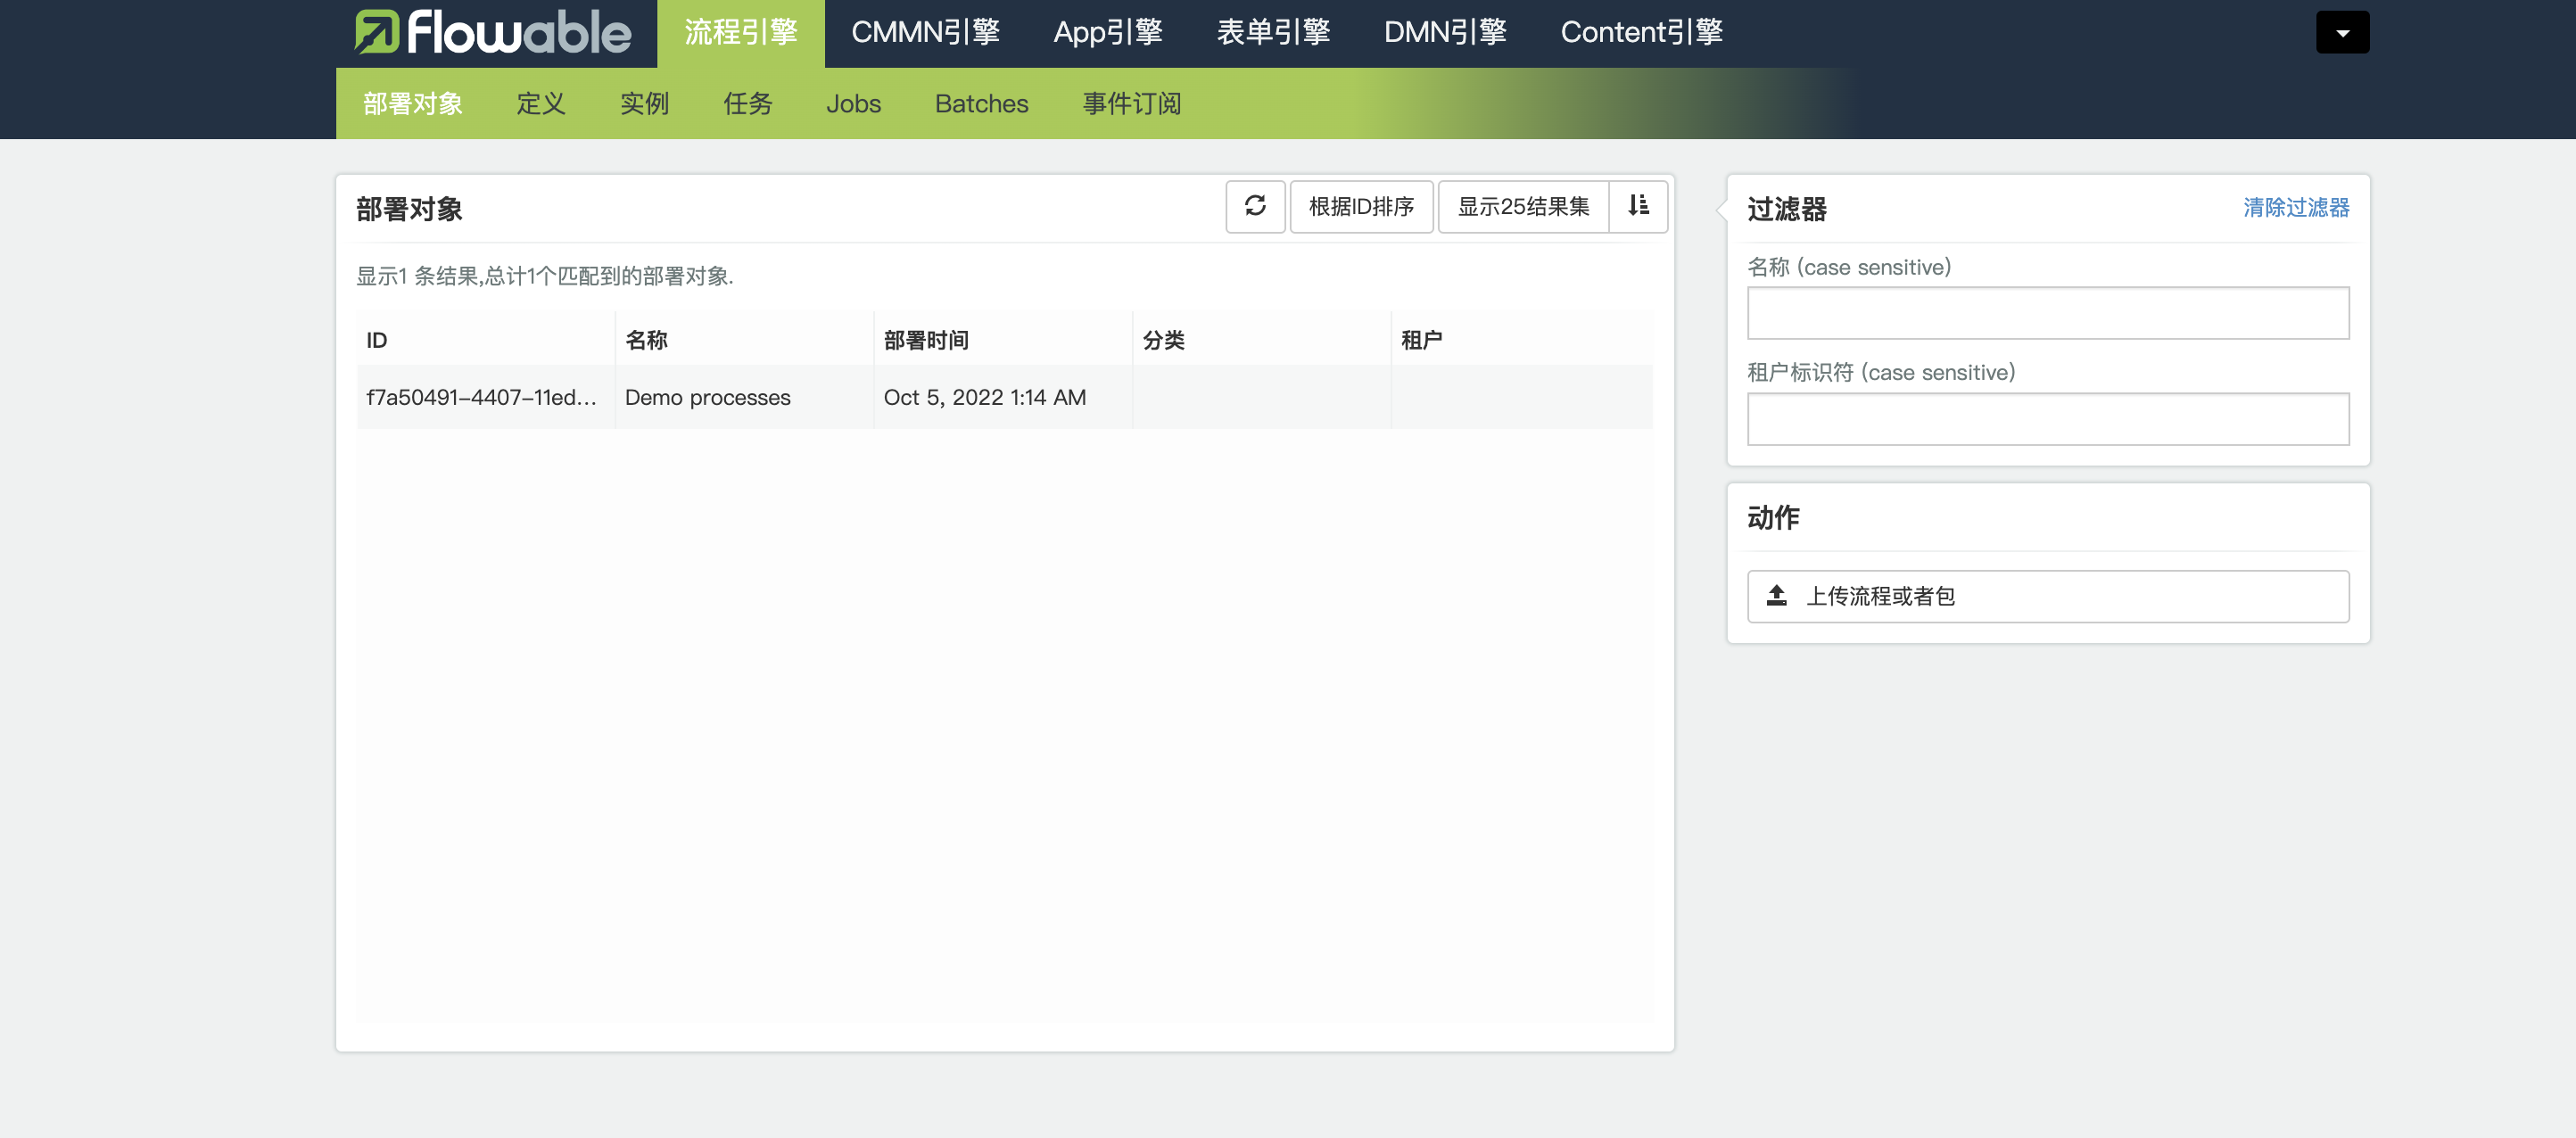 flowable 流程引擎 CMMN引擎 App引擎 表单引擎 DMN引擎 Content引擎
部署对象 定义 实例 任务 Jobs Batches 事件订阅
部署对象 根据ID排序 显示25结果集
显示1 条结果,总计1个匹配到的部署对象.
ID 名称 部署时间 分类 租户
f7a50491-4407-11ed... Demo processes Oct 5, 2022 1:14 AM
过滤器 清除过滤器
名称 (case sensitive)
租户标识符 (case sensitive)
动作
上传流程或者包